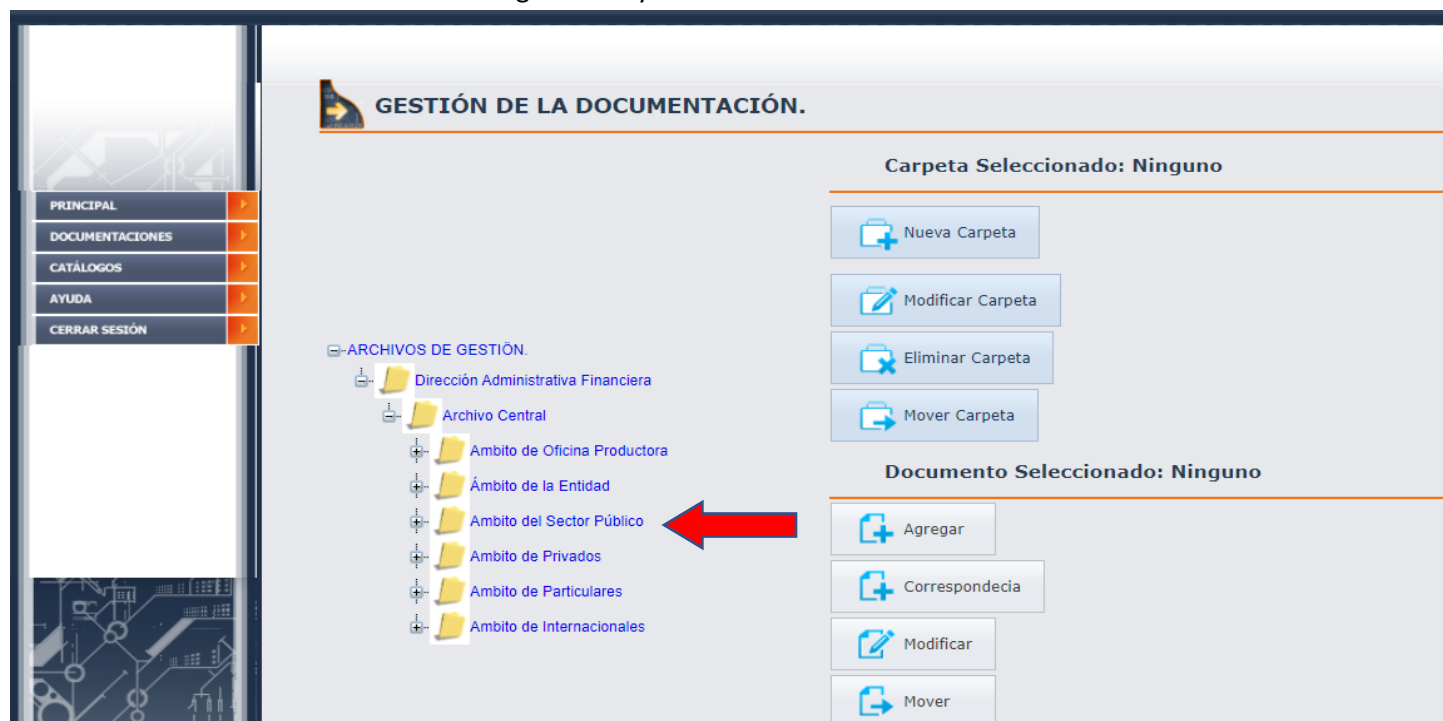 GESTIÓN DE LA DOCUMENTACIÓN.
PRINCIPAL
DOCUMENTACIONES
CATÁLOGOS
AYUDA
CERRAR SESIÓN
ARCHIVOS DE GESTIÓN.
Dirección Administrativa Financiera
Archivo Central
Ambito de Oficina Productora
Ámbito de la Entidad
Ambito del Sector Público
Ambito de Privados
Ambito de Particulares
Ambito de Internacionales
Carpeta Seleccionado: Ninguno
Nueva Carpeta
Modificar Carpeta
Eliminar Carpeta
Mover Carpeta
Documento Seleccionado: Ninguno
Agregar
Correspondecia
Modificar
Mover